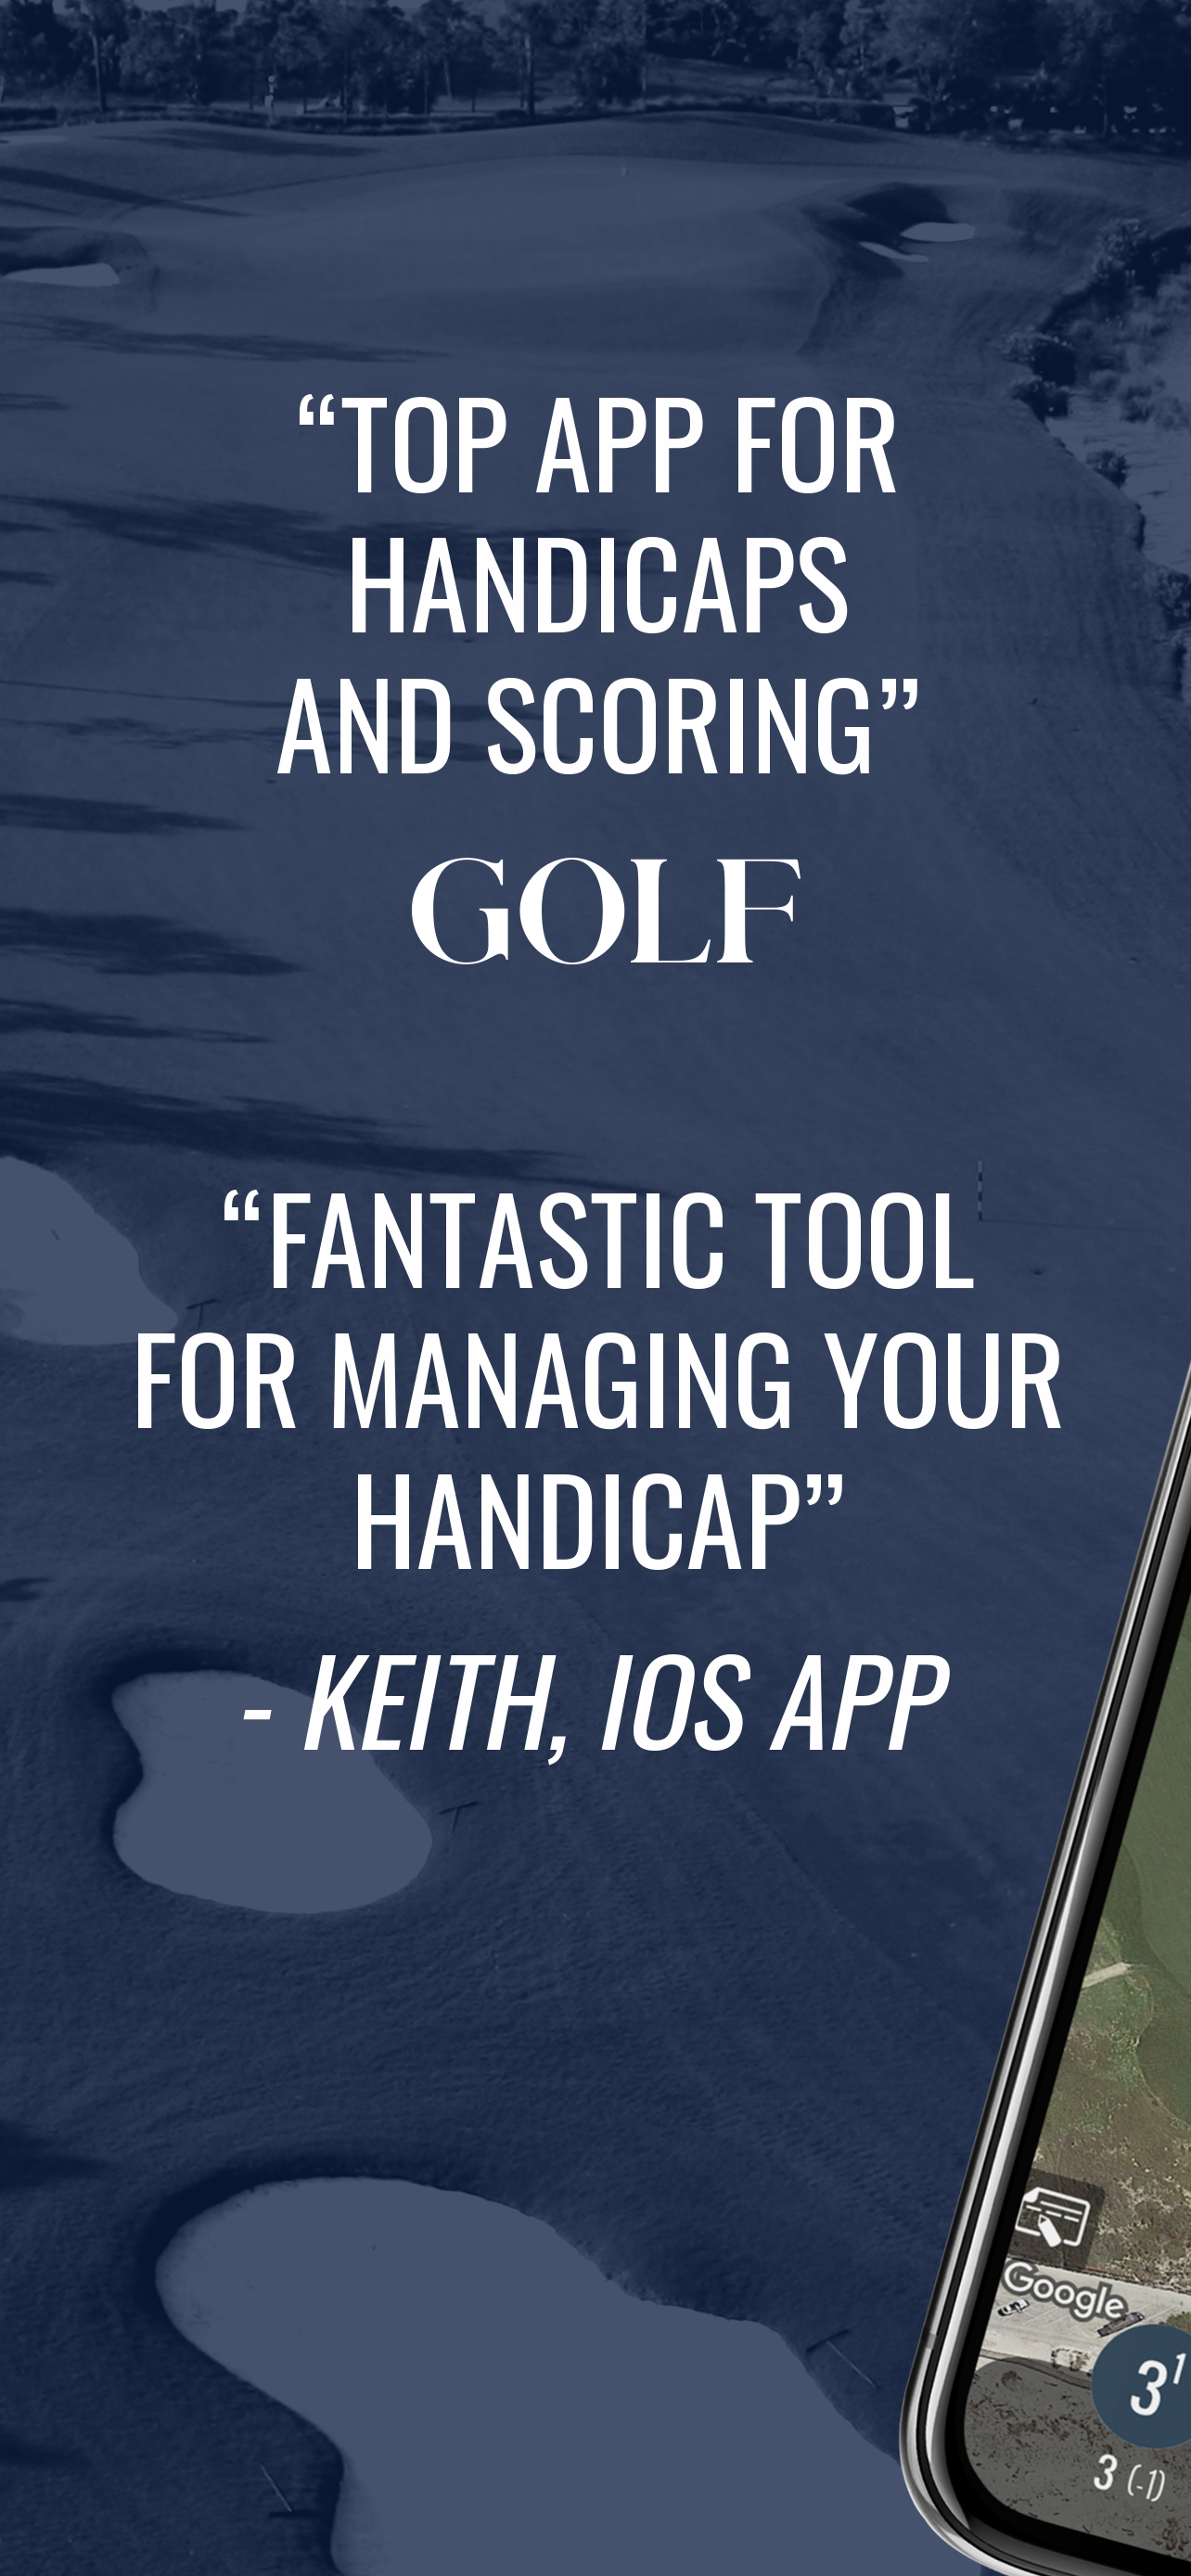 “TOP APP FOR
HANDICAPS
AND SCORING”
GOLF
“FANTASTIC TOOL
FOR MANAGING YOUR
HANDICAP”
- KEITH, IOS APP
Google
3¹
3 (-1)